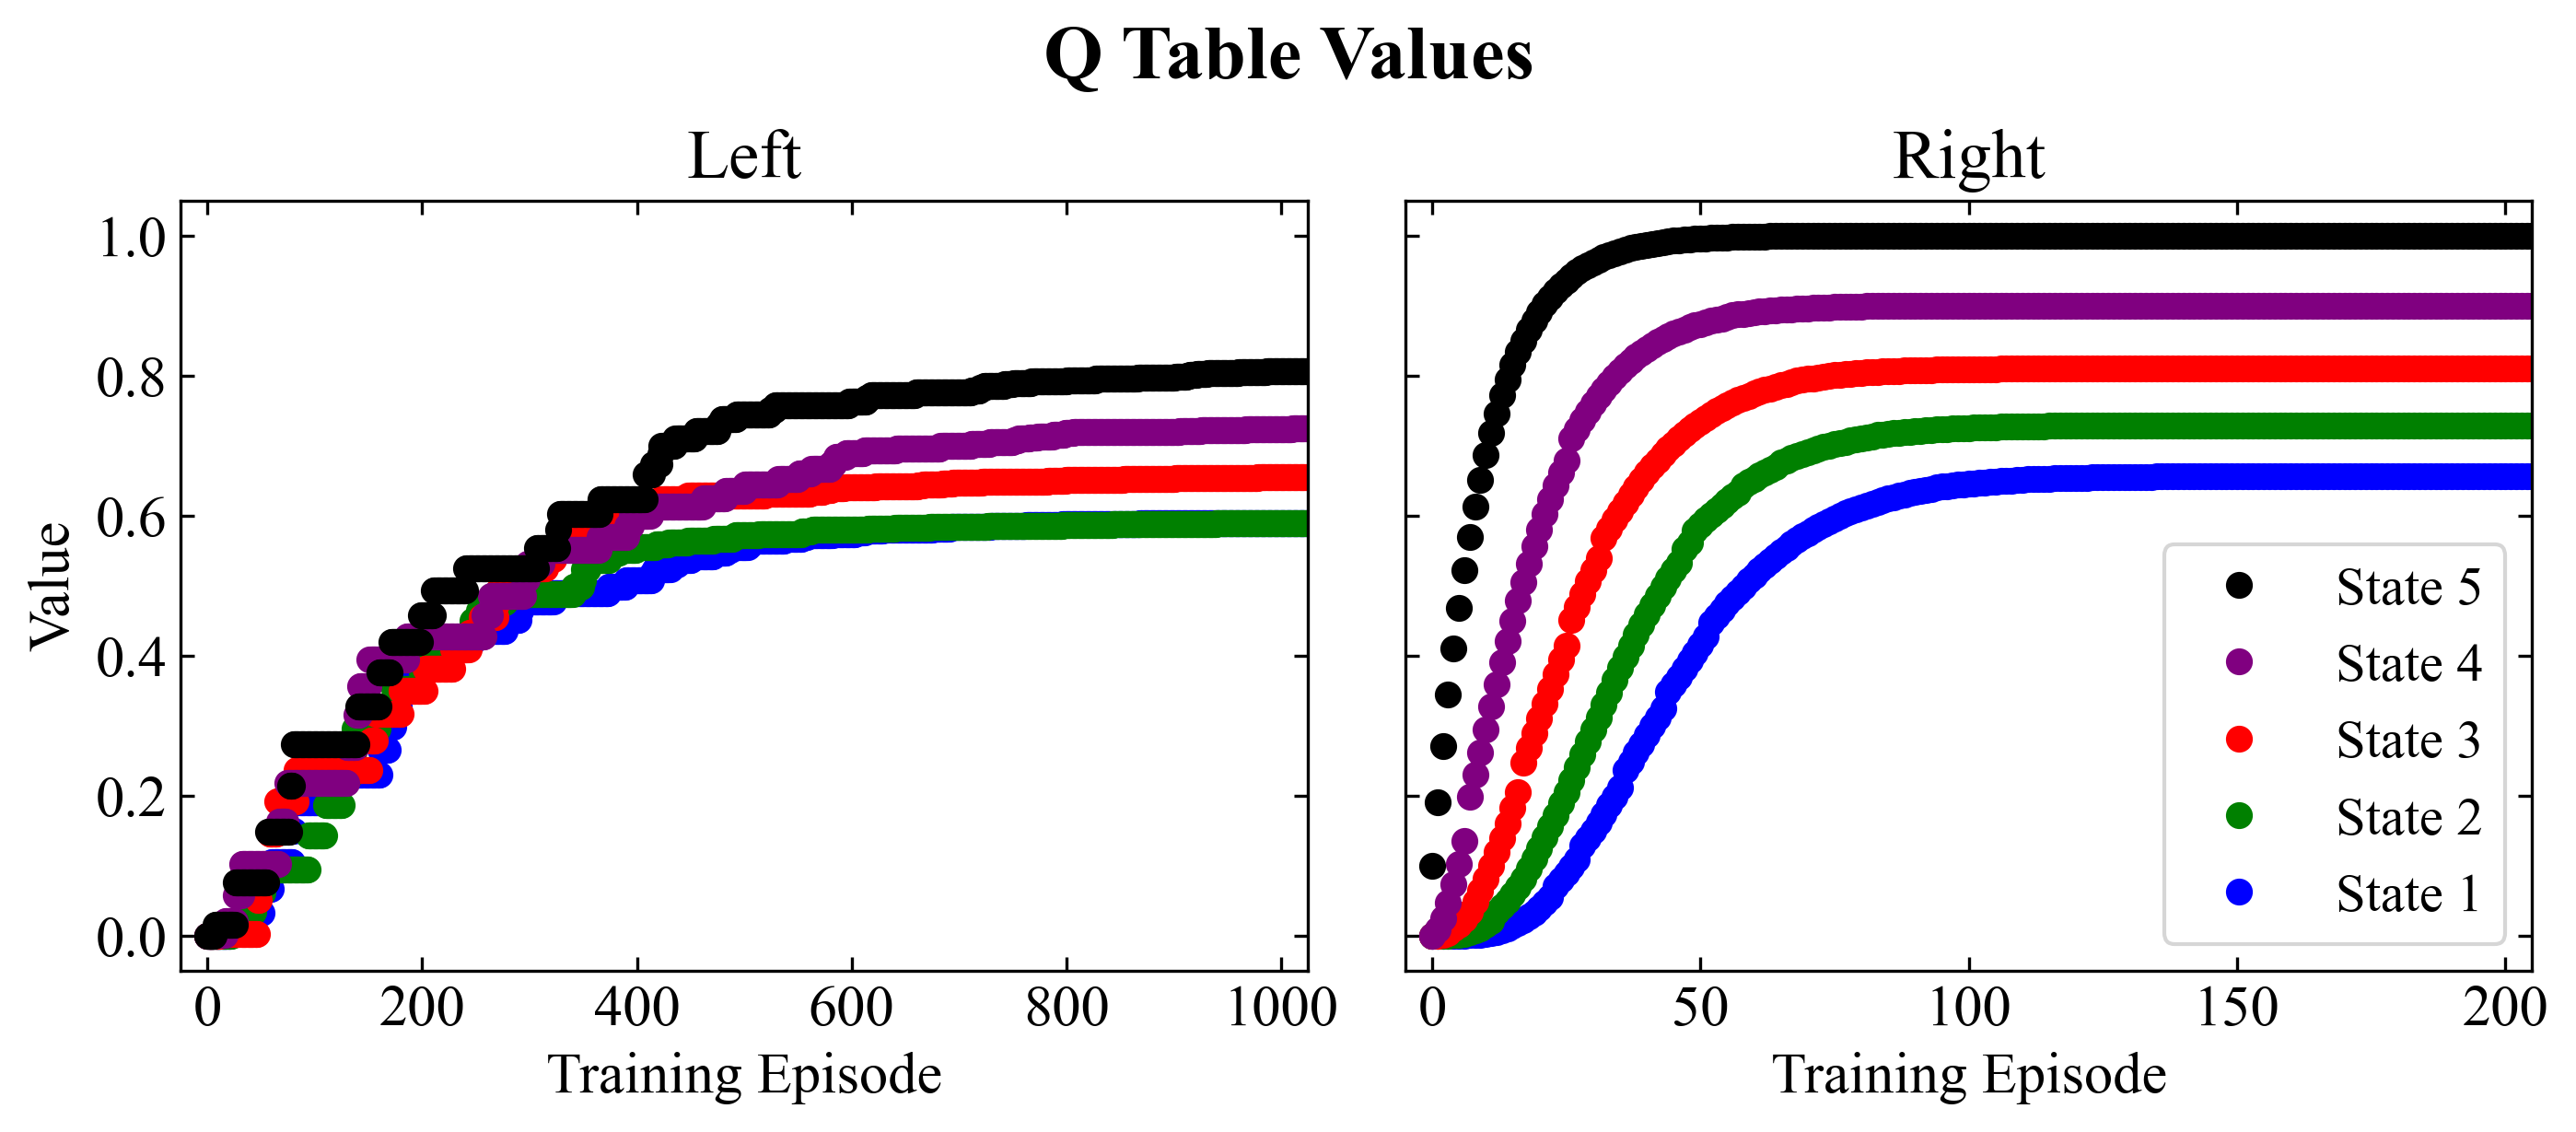 Q Table Values
Left
Right
1.0
0.8
0.6
0.4
0.2
0.0
Value
0 200 400 600 800 1000
0 50 100 150 200
Training Episode
Training Episode
State 5
State 4
State 3
State 2
State 1